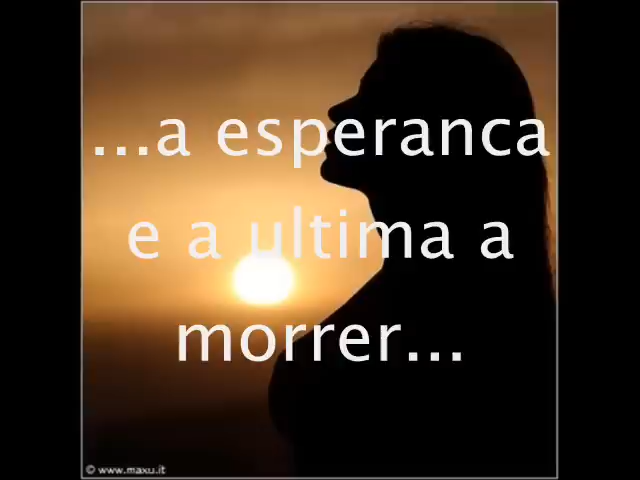 ...a esperanca
e a ultima a
morrer...
© www.maxu.it